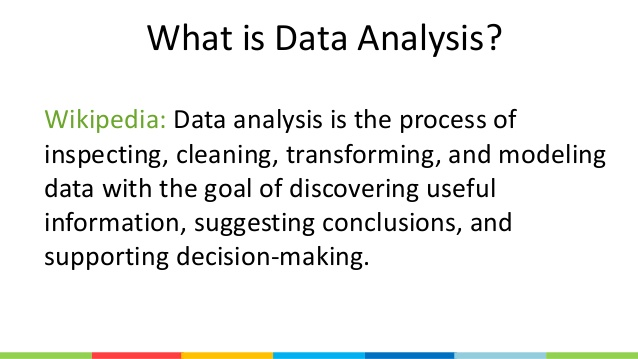 What is Data Analysis?
Wikipedia: Data analysis is the process of
inspecting, cleaning, transforming, and modeling
data with the goal of discovering useful
information, suggesting conclusions, and
supporting decision-making.